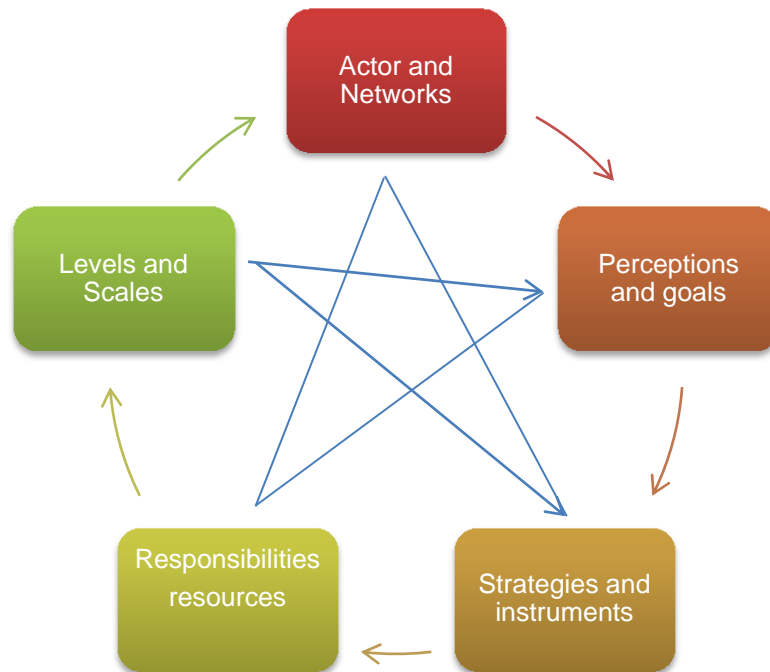 Actor and
Networks
Levels and
Scales
Perceptions
and goals
Responsibilities
resources
Strategies and
instruments